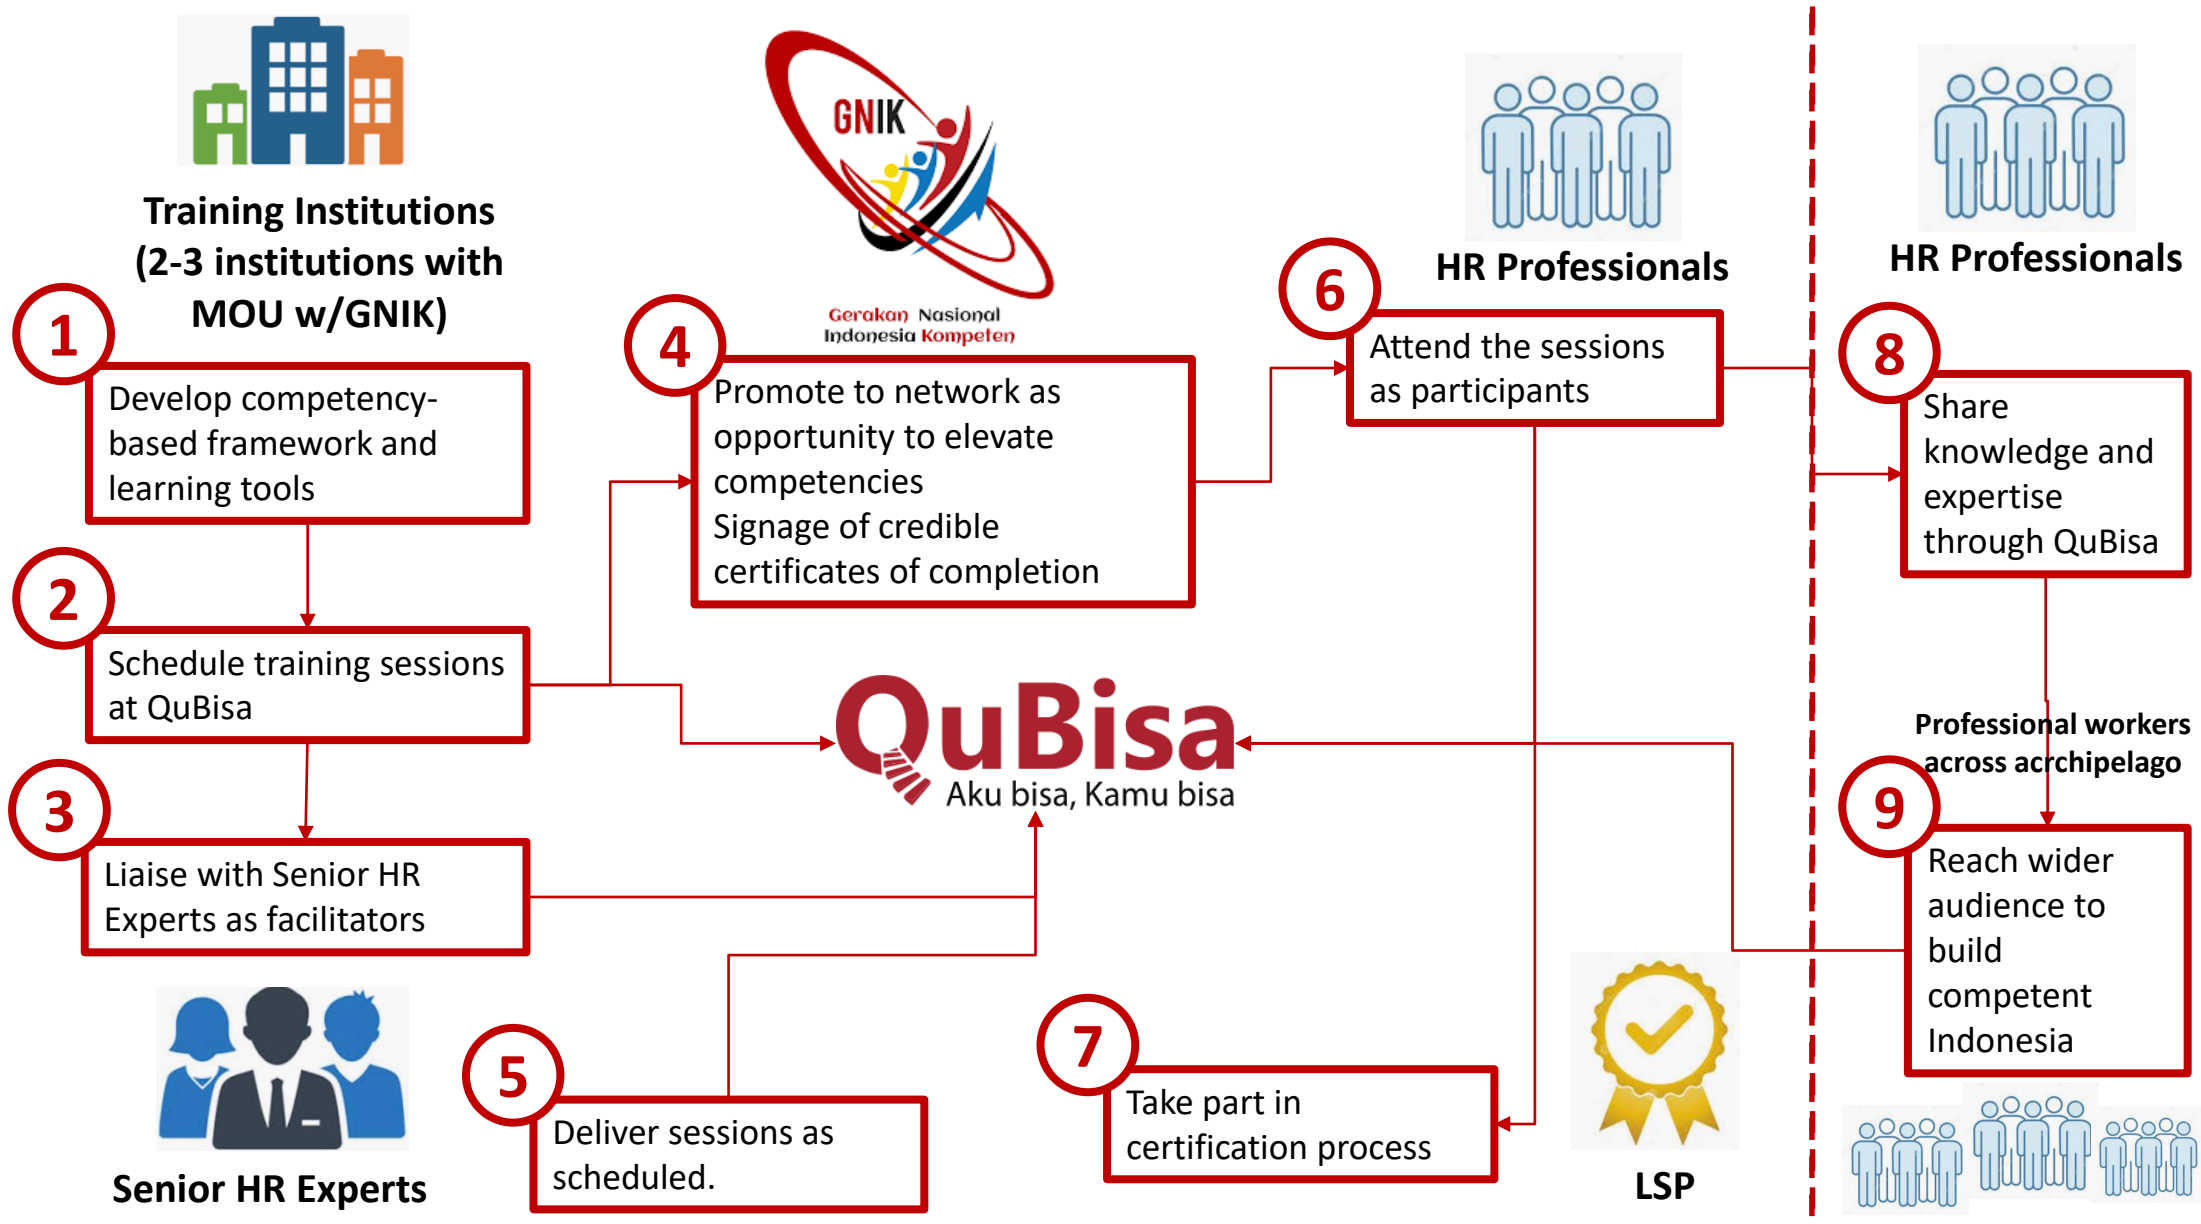 Training Institutions
(2-3 institutions with
MOU w/GNIK)
1
Develop competency-
based framework and
learning tools
2
Schedule training sessions
at QuBisa
3
Liaise with Senior HR
Experts as facilitators
Senior HR Experts
GNIK
Gerakan Nasional
Indonesia Kompeten
4
Promote to network as
opportunity to elevate
competencies
Signage of credible
certificates of completion
QuBisa
Aku bisa, Kamu bisa
5
Deliver sessions as
scheduled.
HR Professionals
6
Attend the sessions
as participants
7
Take part in
certification process
LSP
HR Professionals
8
Share
knowledge and
expertise
through QuBisa
Professional workers
across acrchipelago
9
Reach wider
audience to
build
competent
Indonesia